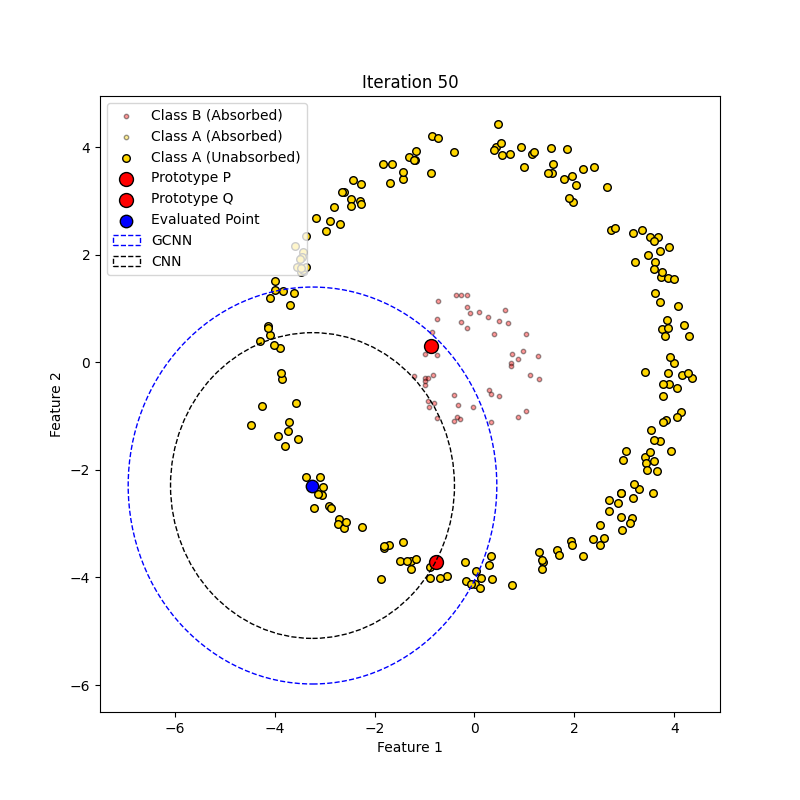 Iteration 50
Class B (Absorbed)
Class A (Absorbed)
Class A (Unabsorbed)
Prototype P
Prototype Q
Evaluated Point
GCNN
CNN
4
2
0
−2
−4
−6
Feature 2
−6 −4 −2 0 2 4
Feature 1